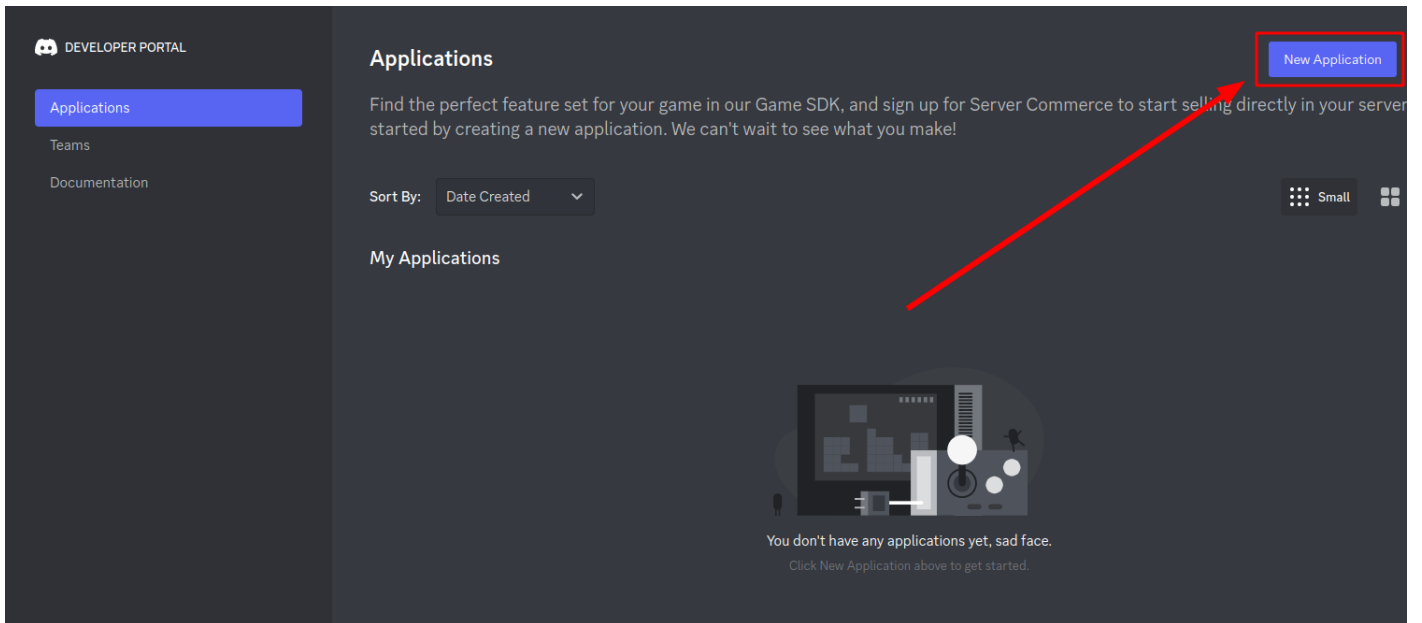 DEVELOPER PORTAL
Applications
Teams
Documentation
Applications
New Application
Find the perfect feature set for your game in our Game SDK, and sign up for Server Commerce to start selling directly in your server
started by creating a new application. We can't wait to see what you make!
Sort By: Date Created
Small
My Applications
You don't have any applications yet, sad face.
Click New Application above to get started.